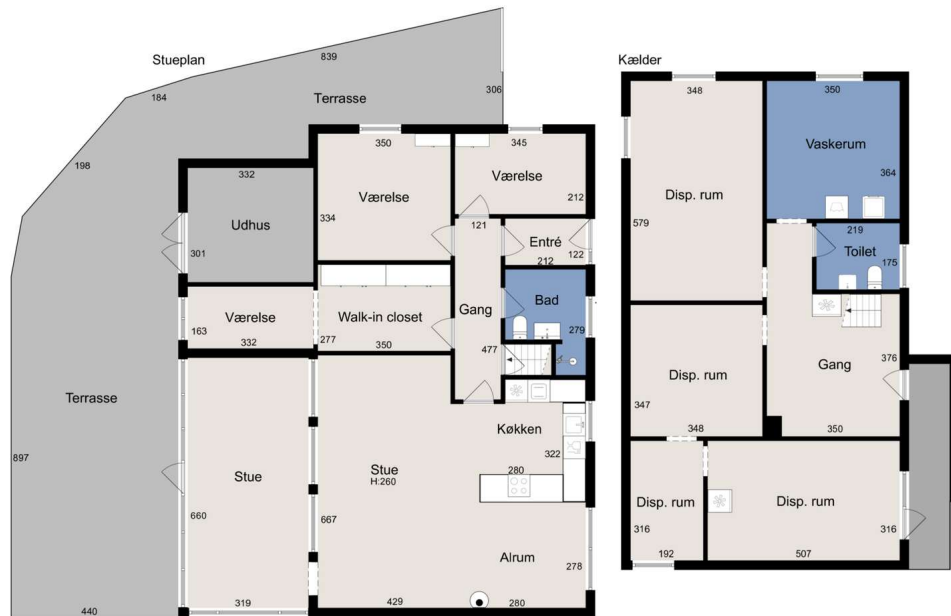 Stueplan
839
184
Terrasse
306
198
332
Udhus
301
350
Værelse
334
345
Værelse
212
121
Entré
122
212
Værelse
163
332
Walk-in closet
277
350
Gang
477
Bad
279
Terrasse
897
440
Stue
660
319
Stue
H:260
667
429
Køkken
322
280
Alrum
278
280
Kælder
348
Disp. rum
579
350
Vaskerum
364
219
Toilet
175
Gang
376
350
Disp. rum
347
348
Disp. rum
316
192
Disp. rum
316
507